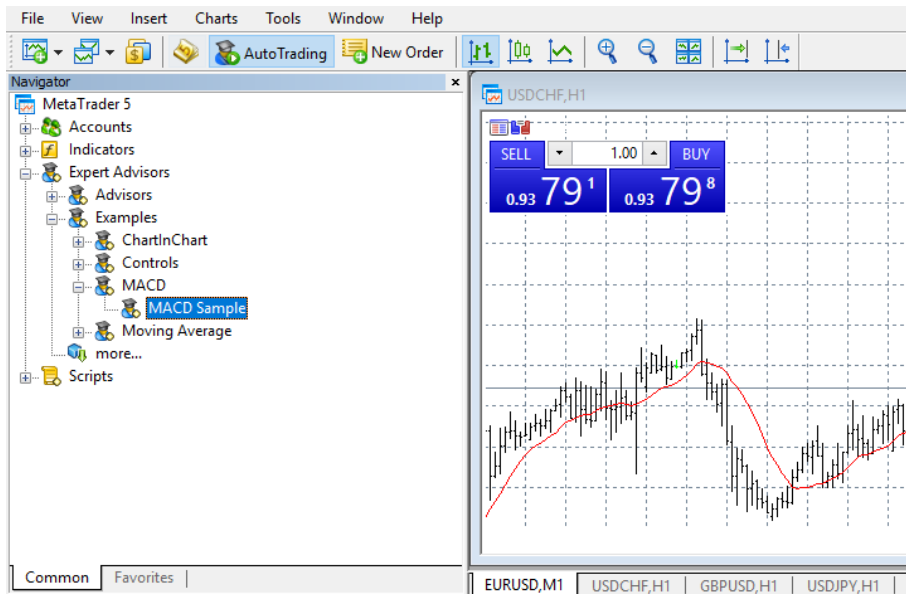 File View Insert Charts Tools Window Help
AutoTrading New Order
Navigator
MetaTrader 5
Accounts
Indicators
Expert Advisors
Advisors
Examples
ChartInChart
Controls
MACD
MACD Sample
Moving Average
more...
Scripts
Common Favorites
USDCHF,H1
SELL 1.00 BUY
0.93 79 1 0.93 79 8
EURUSD,M1 USDCHF,H1 GBPUSD,H1 USDJPY,H1